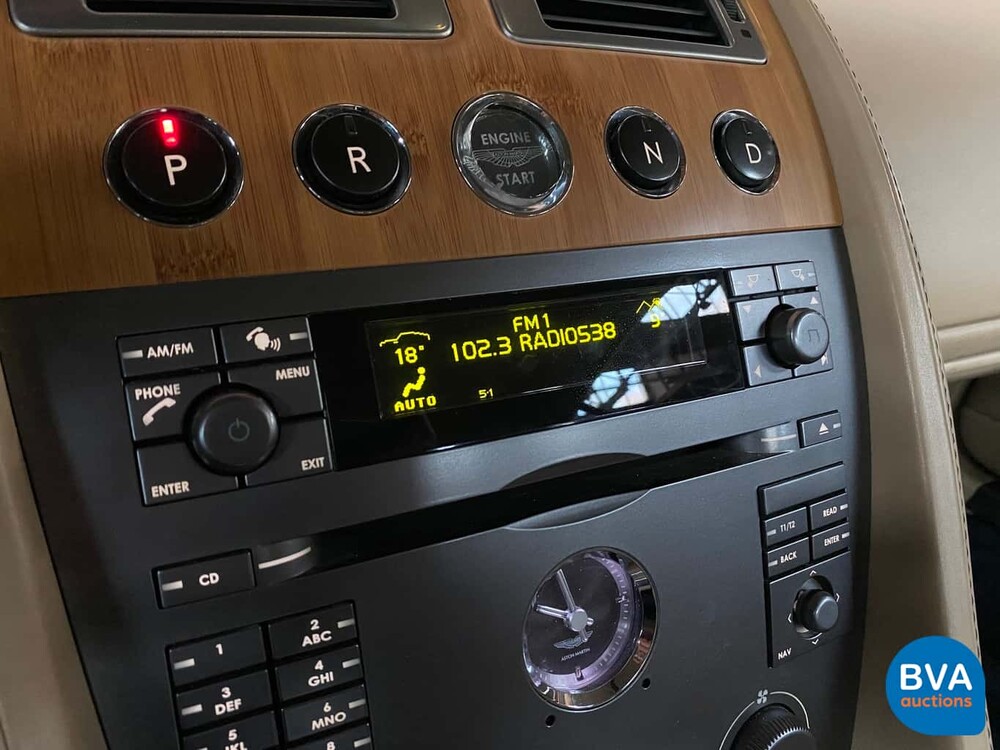 P
R
ENGINE
START
N
D
AM/FM
PHONE
MENU
ENTER
EXIT
18°
AUTO
FM1
102.3 RADIO538
5·1
9
CD
1
2
ABC
3
DEF
4
GHI
5
JKL
6
MNO
8
T1/T2
READ
BACK
ENTER
NAV
ASTON MARTIN
BVA
auctions